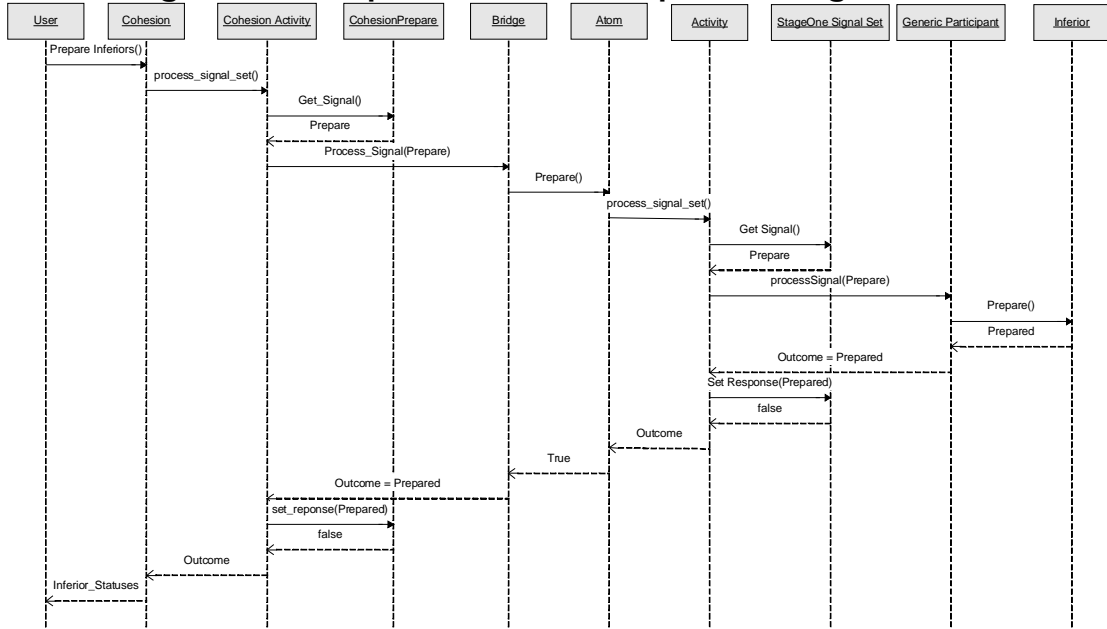 User
Cohesion
Cohesion Activity
CohesionPrepare
Bridge
Atom
Activity
StageOne Signal Set
Generic Participant
Inferior
Prepare Inferiors()
process_signal_set()
Get_Signal()
Prepare
Process_Signal(Prepare)
Prepare()
process_signal_set()
Get Signal()
Prepare
processSignal(Prepare)
Prepare()
Prepared
Outcome = Prepared
Set Response(Prepared)
false
Outcome
True
Outcome = Prepared
set_reponse(Prepared)
false
Outcome
Inferior_Statuses